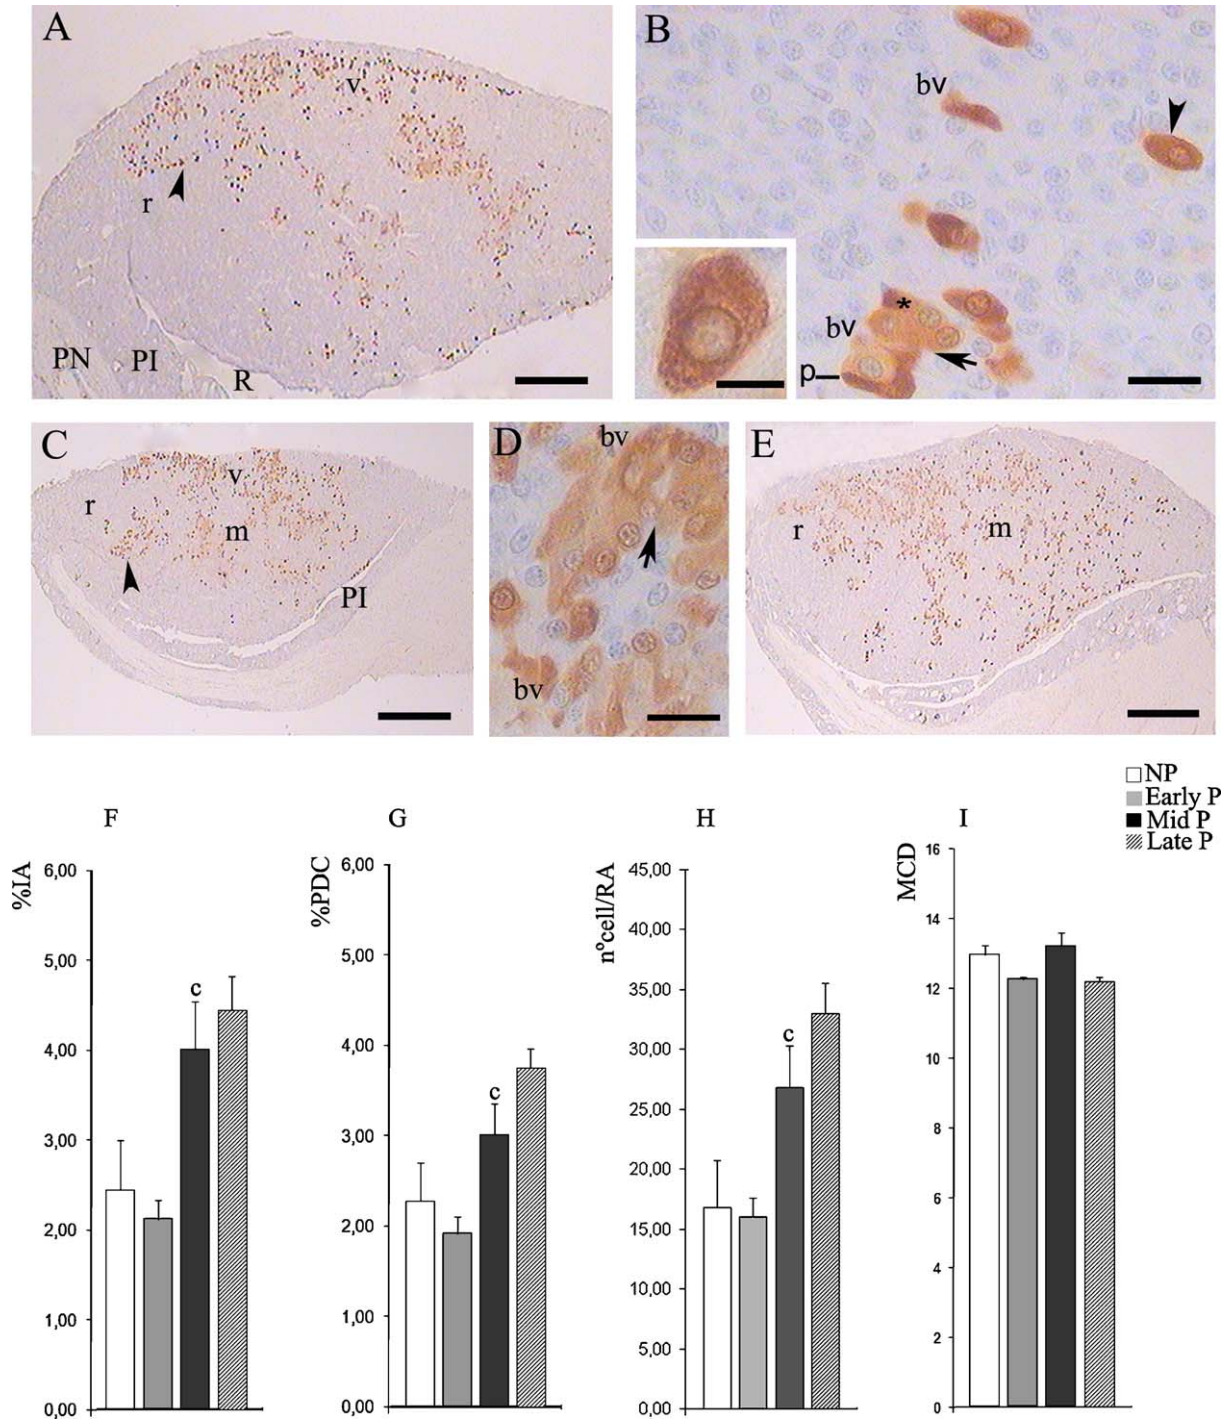 A
v
r
PN
PI
R
B
bv
*
bv
p
C
v
r
m
PI
D
bv
bv
E
r
m
NP
Early P
Mid P
Late P
F
%IA
6,00
5,00
4,00
3,00
2,00
1,00
0,00
c
G
%PDC
6,00
5,00
4,00
3,00
2,00
1,00
0,00
c
H
n°cell/RA
45,00
40,00
35,00
30,00
25,00
20,00
15,00
10,00
5,00
0,00
c
I
MCD
16
14
12
10
8
6
4
2
0